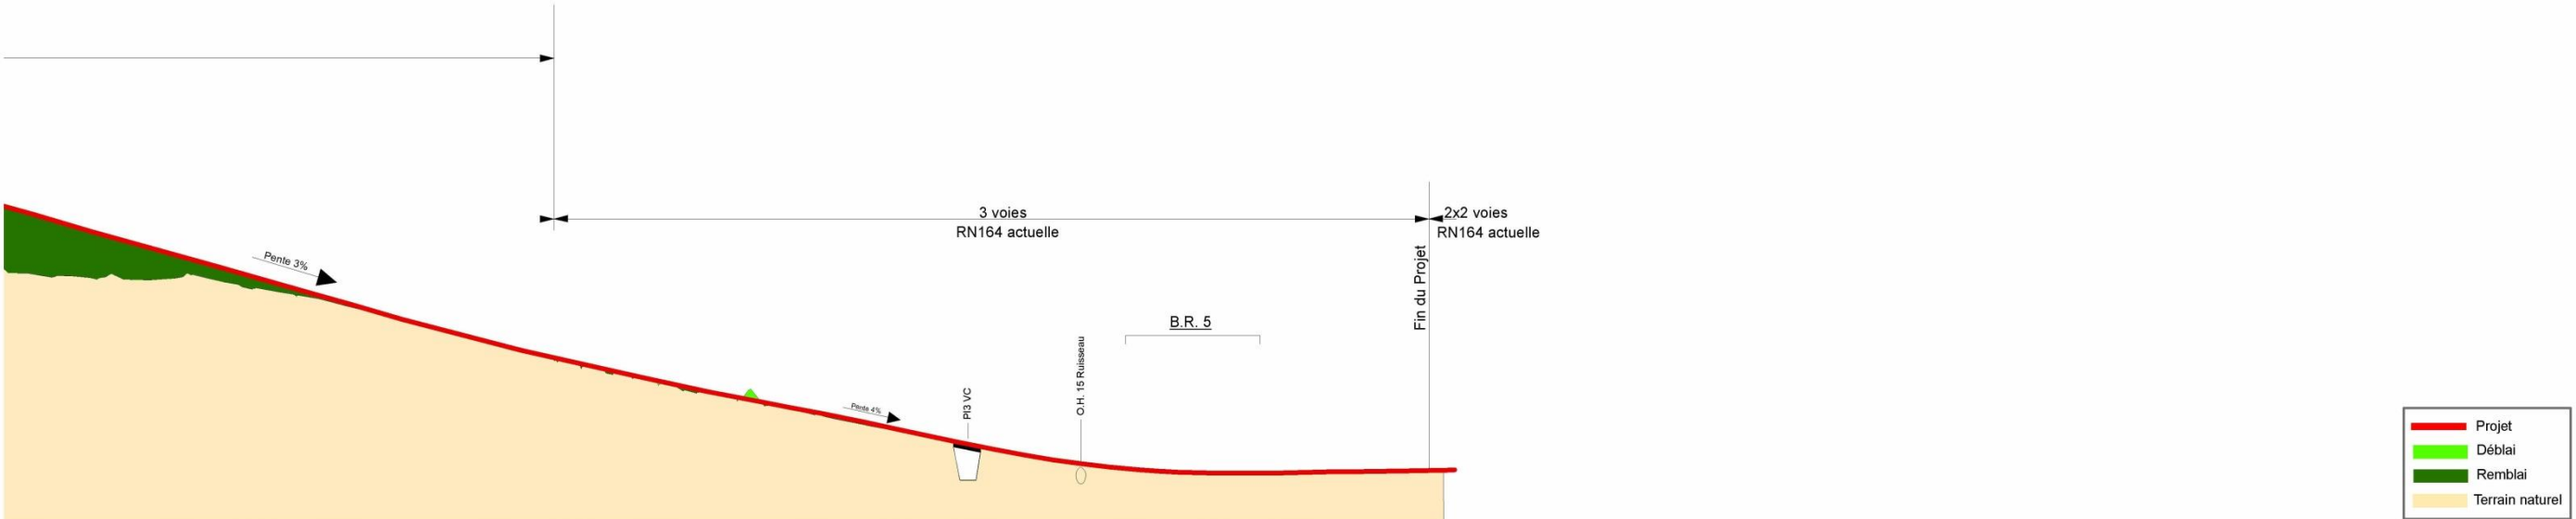 3 voies
RN164 actuelle
2x2 voies
RN164 actuelle
Fin du Projet
Pente 3%
B.R. 5
O.H. 15 Ruisseau
PI3 VC
Pente 4%
Projet
Déblai
Remblai
Terrain naturel